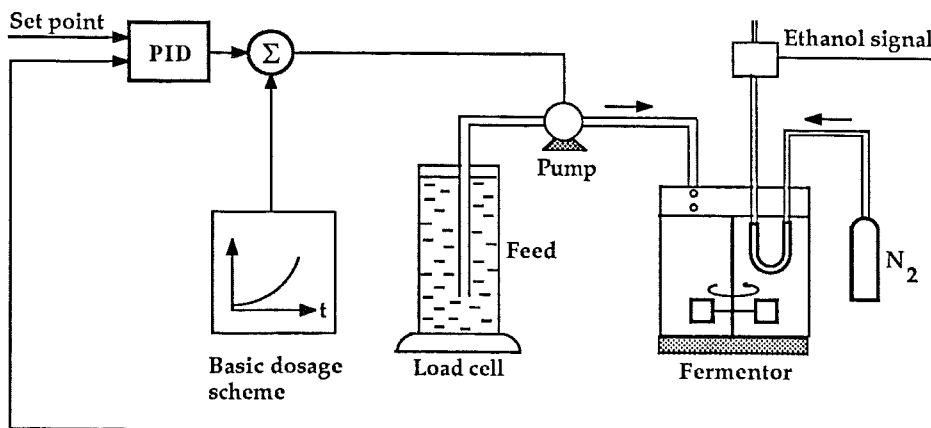 Set point
PID
Σ
Ethanol signal
Pump
Feed
N2
t
Basic dosage
scheme
Load cell
Fermentor